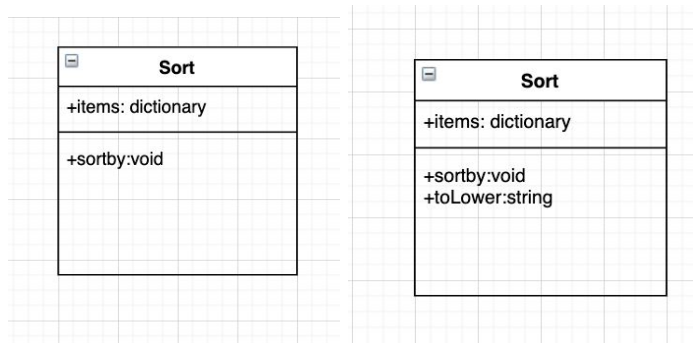 Sort
+items: dictionary
+sortby:void
Sort
+items: dictionary
+sortby:void
+toLower:string